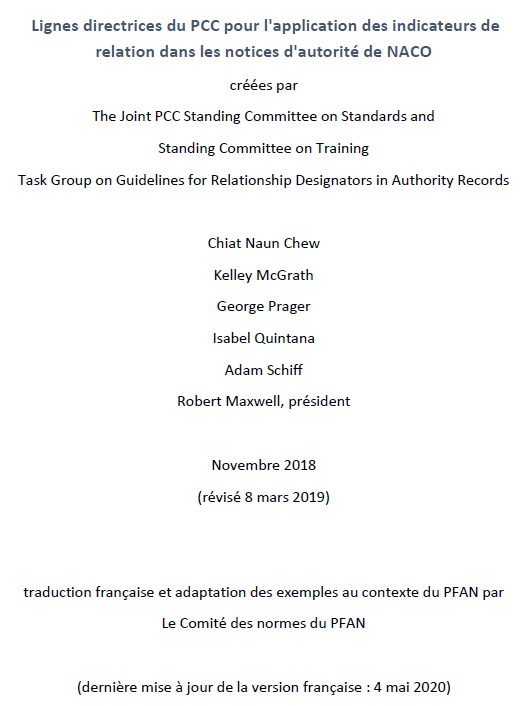 Lignes directrices du PCC pour l'application des indicateurs de
relation dans les notices d'autorité de NACO
créées par
The Joint PCC Standing Committee on Standards and
Standing Committee on Training
Task Group on Guidelines for Relationship Designators in Authority Records
Chiat Naun Chew
Kelley McGrath
George Prager
Isabel Quintana
Adam Schiff
Robert Maxwell, président
Novembre 2018
(révisé 8 mars 2019)
traduction française et adaptation des exemples au contexte du PFAN par
Le Comité des normes du PFAN
(dernière mise à jour de la version française : 4 mai 2020)